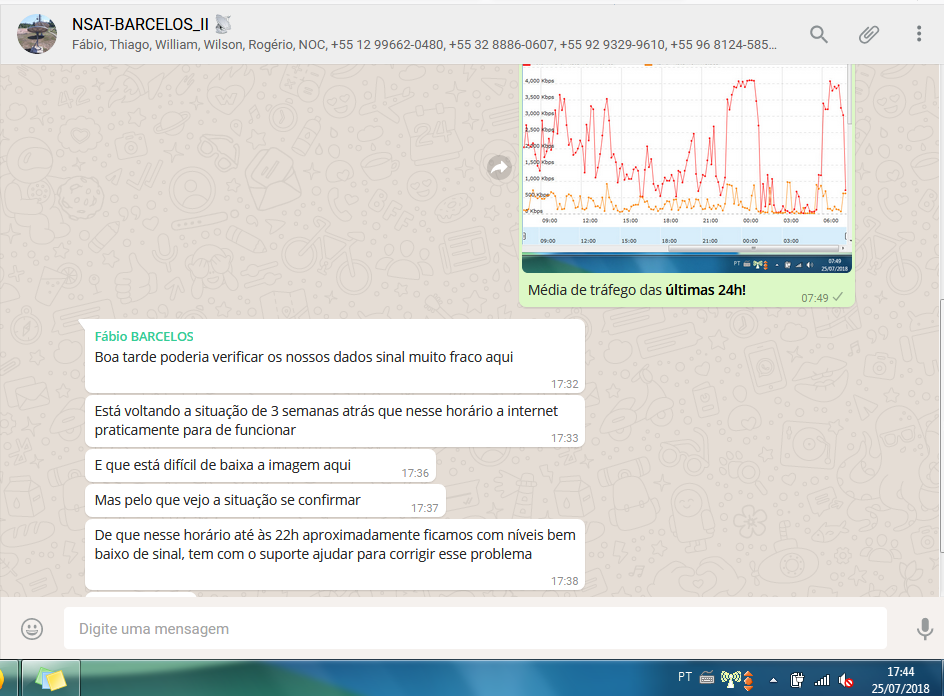 NSAT-BARCELOS_II
Fábio, Thiago, William, Wilson, Rogério, NOC, +55 12 99662-0480, +55 32 8886-0607, +55 92 9329-9610, +55 96 8124-585...
4,000 Kbps
3,500 Kbps
3,000 Kbps
2,500 Kbps
2,000 Kbps
1,500 Kbps
1,000 Kbps
500 Kbps
0 Kbps
09:00 12:00 15:00 18:00 21:00 00:00 03:00 06:00
09:00 12:00 15:00 18:00 21:00 00:00 03:00
PT 07:49
25/07/2018
Média de tráfego das últimas 24h!
07:49
Fábio BARCELOS
Boa tarde poderia verificar os nossos dados sinal muito fraco aqui
17:32
Está voltando a situação de 3 semanas atrás que nesse horário a internet
praticamente para de funcionar
17:33
E que está difícil de baixa a imagem aqui
17:36
Mas pelo que vejo a situação se confirmar
17:37
De que nesse horário até às 22h aproximadamente ficamos com níveis bem
baixo de sinal, tem com o suporte ajudar para corrigir esse problema
17:38
Digite uma mensagem
PT 17:44
25/07/2018